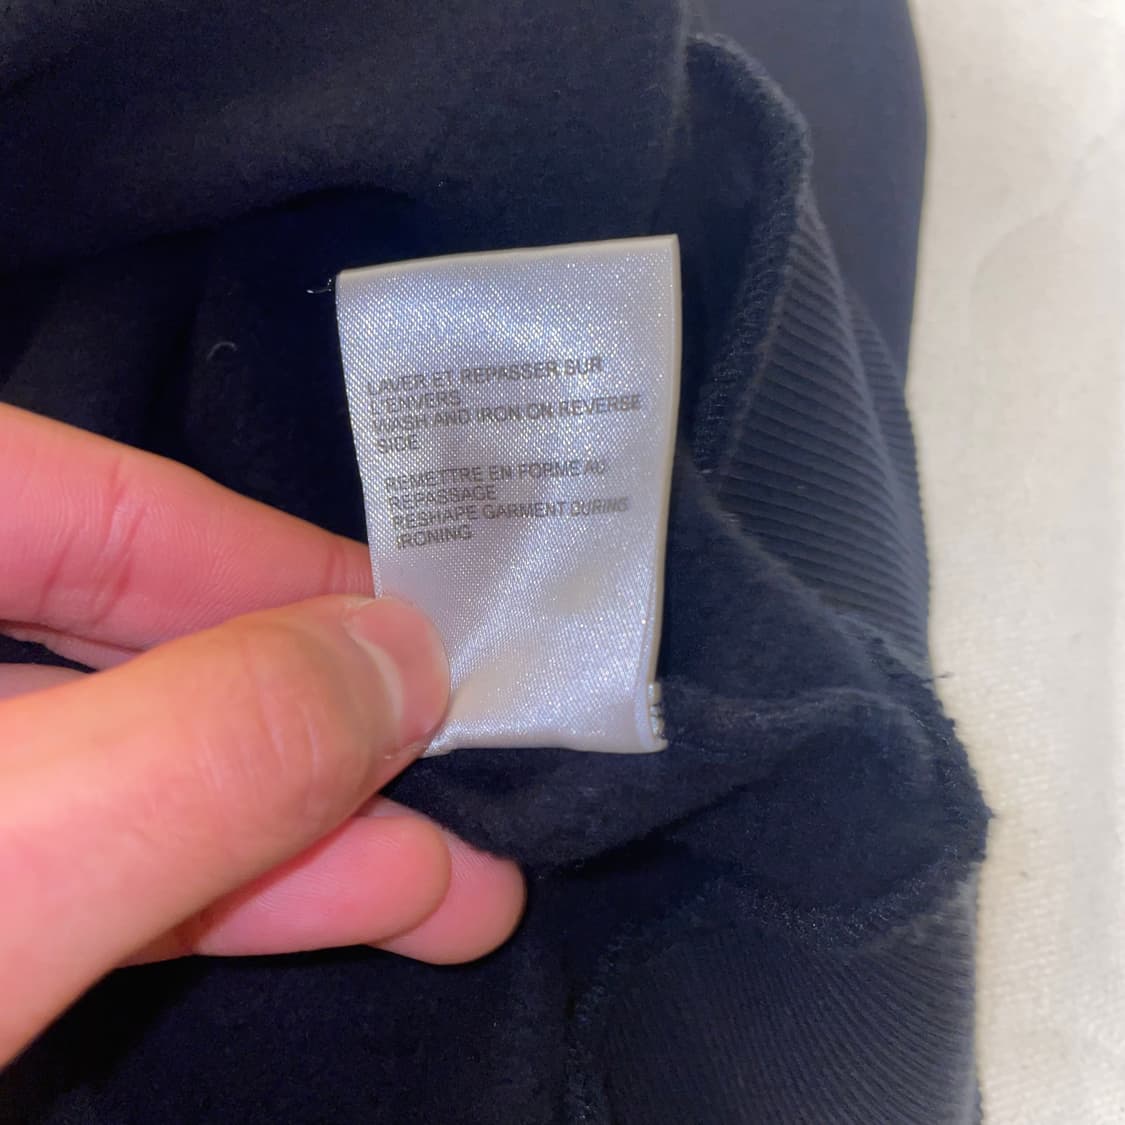 LAVER ET REPASSER SUR
L'ENVERS
WASH AND IRON ON REVERSE
SIDE
REMETTRE EN FORME AU
REPASSAGE
RESHAPE GARMENT DURING
IRONING